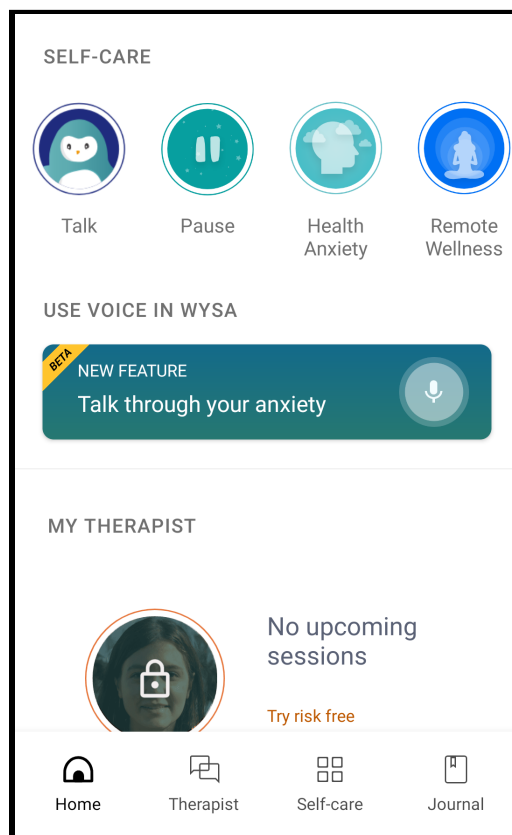 SELF-CARE
Talk
Pause
Health
Anxiety
Remote
Wellness
USE VOICE IN WYSA
BETA
NEW FEATURE
Talk through your anxiety
MY THERAPIST
No upcoming
sessions
Try risk free
Home
Therapist
Self-care
Journal